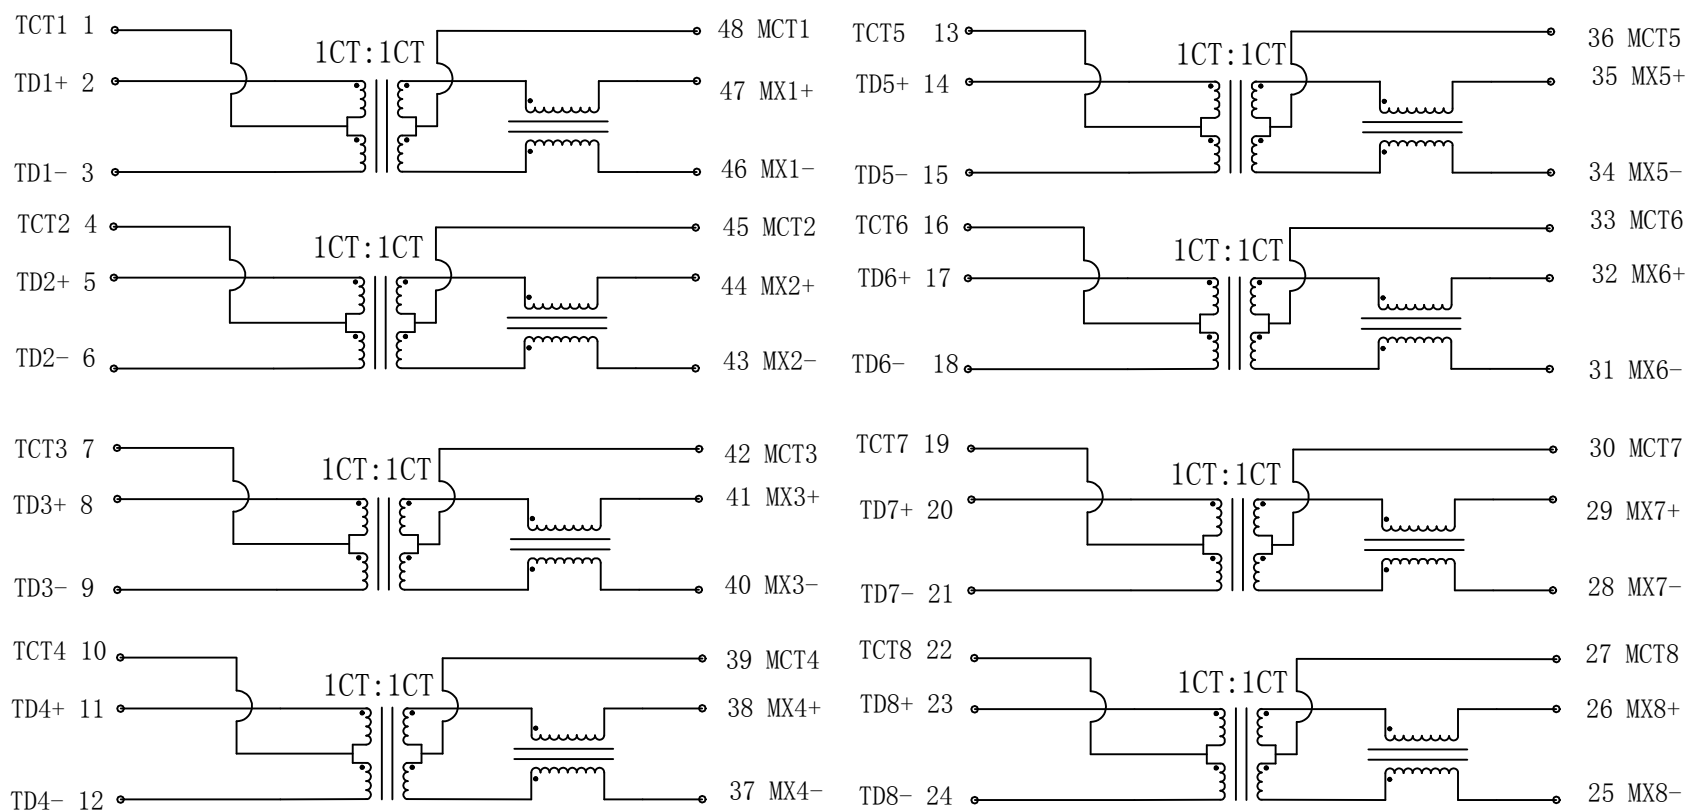 TCT1 1
1CT:1CT
48 MCT1
TD1+ 2
47 MX1+
TD1- 3
46 MX1-
TCT2 4
1CT:1CT
45 MCT2
TD2+ 5
44 MX2+
TD2- 6
43 MX2-
TCT3 7
1CT:1CT
42 MCT3
TD3+ 8
41 MX3+
TD3- 9
40 MX3-
TCT4 10
1CT:1CT
39 MCT4
TD4+ 11
38 MX4+
TD4- 12
37 MX4-
TCT5 13
1CT:1CT
36 MCT5
TD5+ 14
35 MX5+
TD5- 15
34 MX5-
TCT6 16
1CT:1CT
33 MCT6
TD6+ 17
32 MX6+
TD6- 18
31 MX6-
TCT7 19
1CT:1CT
30 MCT7
TD7+ 20
29 MX7+
TD7- 21
28 MX7-
TCT8 22
1CT:1CT
27 MCT8
TD8+ 23
26 MX8+
TD8- 24
25 MX8-